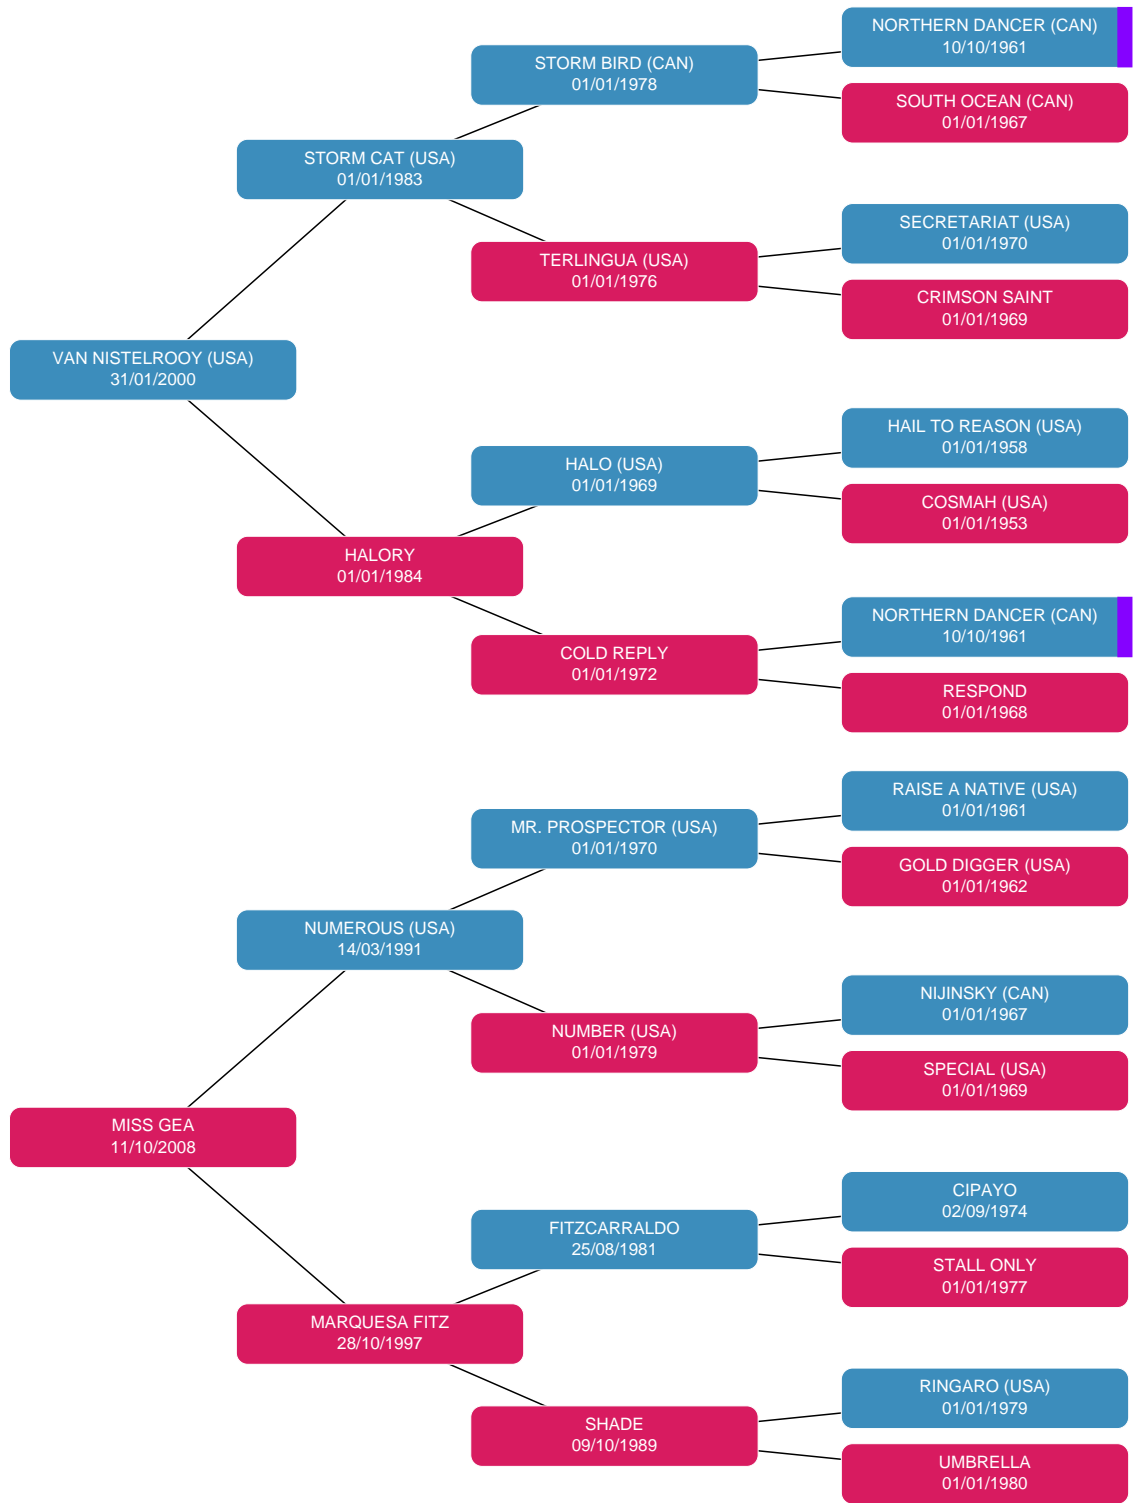 NORTHERN DANCER (CAN)
10/10/1961
STORM BIRD (CAN)
01/01/1978
SOUTH OCEAN (CAN)
01/01/1967
STORM CAT (USA)
01/01/1983
SECRETARIAT (USA)
01/01/1970
TERLINGUA (USA)
01/01/1976
CRIMSON SAINT
01/01/1969
VAN NISTELROOY (USA)
31/01/2000
HAIL TO REASON (USA)
01/01/1958
HALO (USA)
01/01/1969
COSMAH (USA)
01/01/1953
HALORY
01/01/1984
NORTHERN DANCER (CAN)
10/10/1961
COLD REPLY
01/01/1972
RESPOND
01/01/1968
RAISE A NATIVE (USA)
01/01/1961
MR. PROSPECTOR (USA)
01/01/1970
GOLD DIGGER (USA)
01/01/1962
NUMEROUS (USA)
14/03/1991
NIJINSKY (CAN)
01/01/1967
NUMBER (USA)
01/01/1979
SPECIAL (USA)
01/01/1969
MISS GEA
11/10/2008
CIPAYO
02/09/1974
FITZCARRALDO
25/08/1981
STALL ONLY
01/01/1977
MARQUESA FITZ
28/10/1997
RINGARO (USA)
01/01/1979
SHADE
09/10/1989
UMBRELLA
01/01/1980